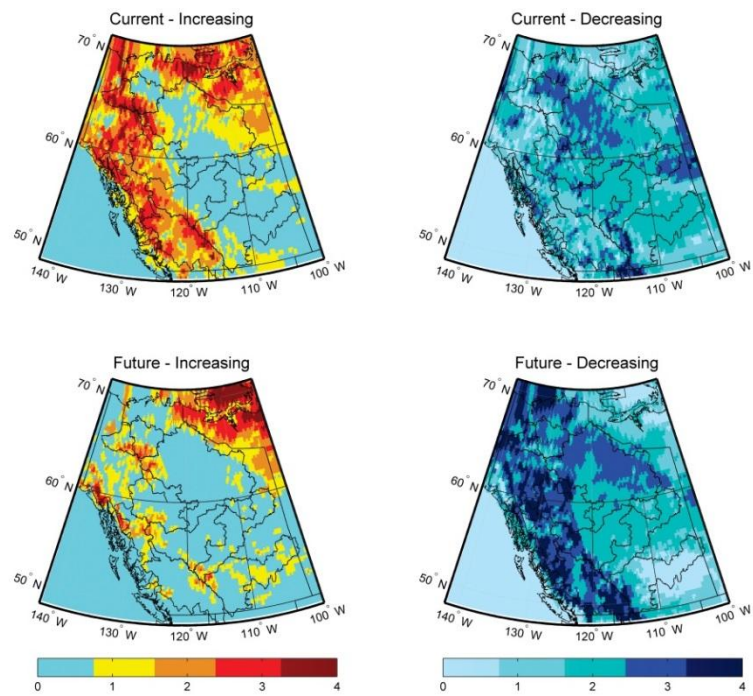 Current - Increasing
70° N
60° N
50° N
140° W
130° W
120° W
110° W
100° W
Current - Decreasing
70° N
60° N
50° N
140° W
130° W
120° W
110° W
100° W
Future - Increasing
70° N
60° N
50° N
140° W
130° W
120° W
110° W
100° W
Future - Decreasing
70° N
60° N
50° N
140° W
130° W
120° W
110° W
100° W
0 1 2 3 4
0 1 2 3 4